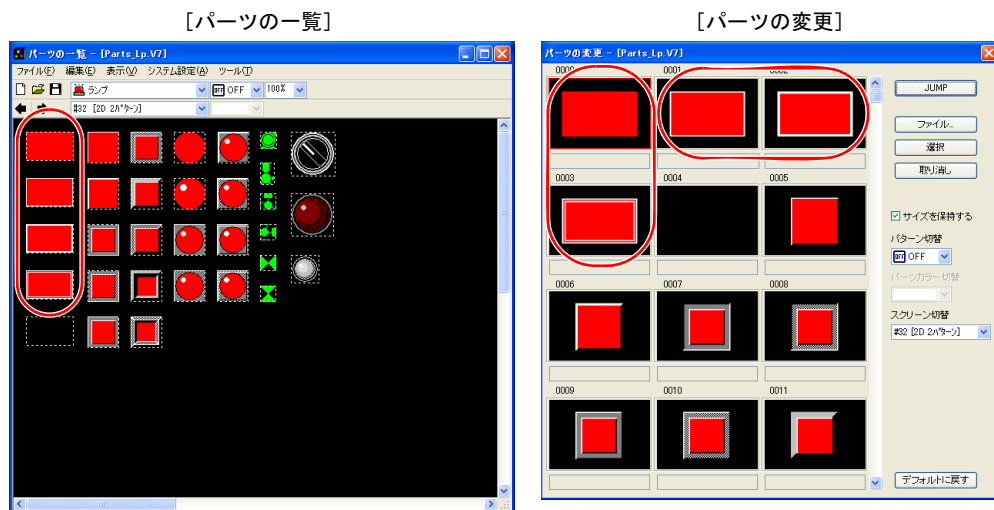 [パーツの一覧]
パーツの一覧 - [Parts_Lp.V7]
ファイル(F) 編集(E) 表示(V) システム設定(A) ツール(T)
ランプ OFF OFF 100%
#32 [2D 2パターン]
[パーツの変更]
パーツの変更 - [Parts_Lp.V7]
0000 0001 0002
0003 0004 0005
0006 0007 0008
0009 0010 0011
JUMP
ファイル...
選択
取り消し
サイズを保持する
パターン切替
OFF OFF
パーツカラー切替
スクリーン切替
#32 [2D 2パターン]
デフォルトに戻す